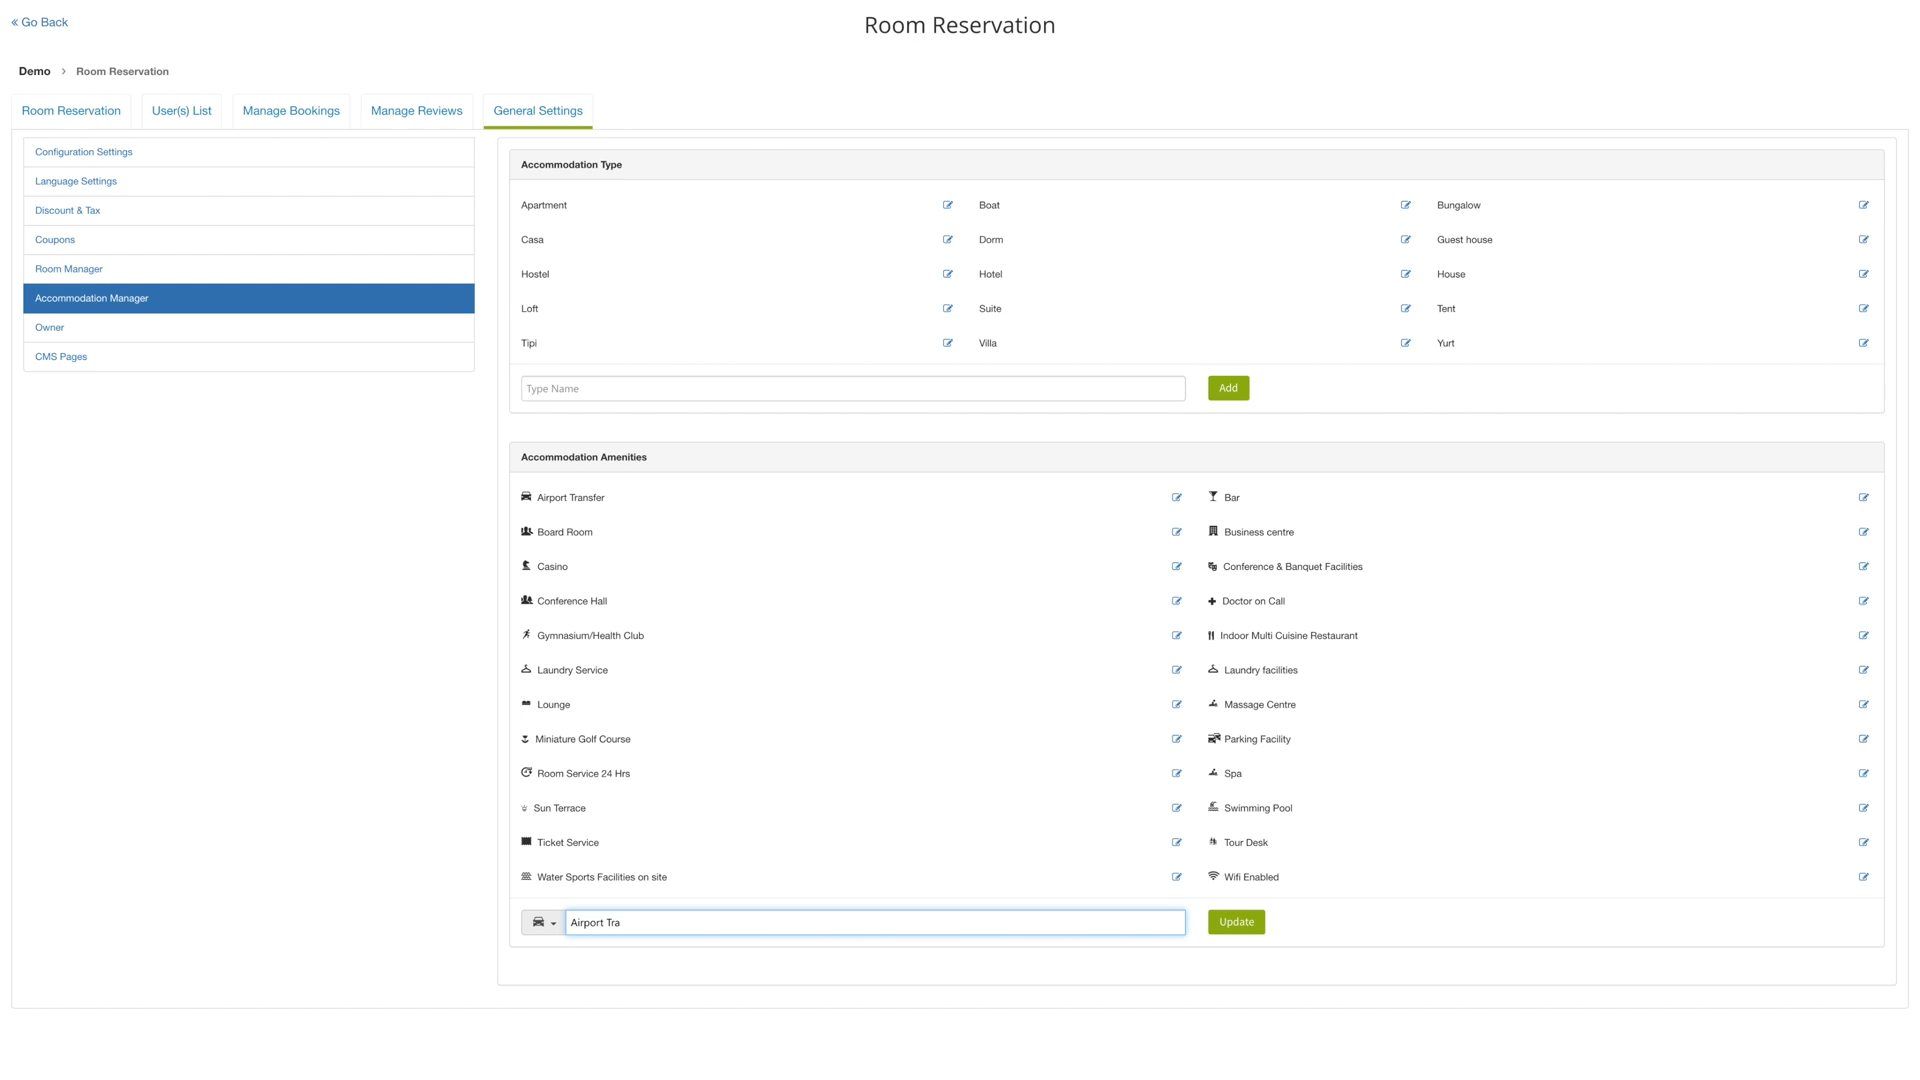 « Go Back
Room Reservation
Demo > Room Reservation
Room Reservation
User(s) List
Manage Bookings
Manage Reviews
General Settings
Configuration Settings
Language Settings
Discount & Tax
Coupons
Room Manager
Accommodation Manager
Owner
CMS Pages
Accommodation Type
Apartment
Boat
Bungalow
Casa
Dorm
Guest house
Hostel
Hotel
House
Loft
Suite
Tent
Tipi
Villa
Yurt
Type Name
Add
Accommodation Amenities
Airport Transfer
Bar
Board Room
Business centre
Casino
Conference & Banquet Facilities
Conference Hall
Doctor on Call
Gymnasium/Health Club
Indoor Multi Cuisine Restaurant
Laundry Service
Laundry facilities
Lounge
Massage Centre
Miniature Golf Course
Parking Facility
Room Service 24 Hrs
Spa
Sun Terrace
Swimming Pool
Ticket Service
Tour Desk
Water Sports Facilities on site
Wifi Enabled
Airport Tra
Update